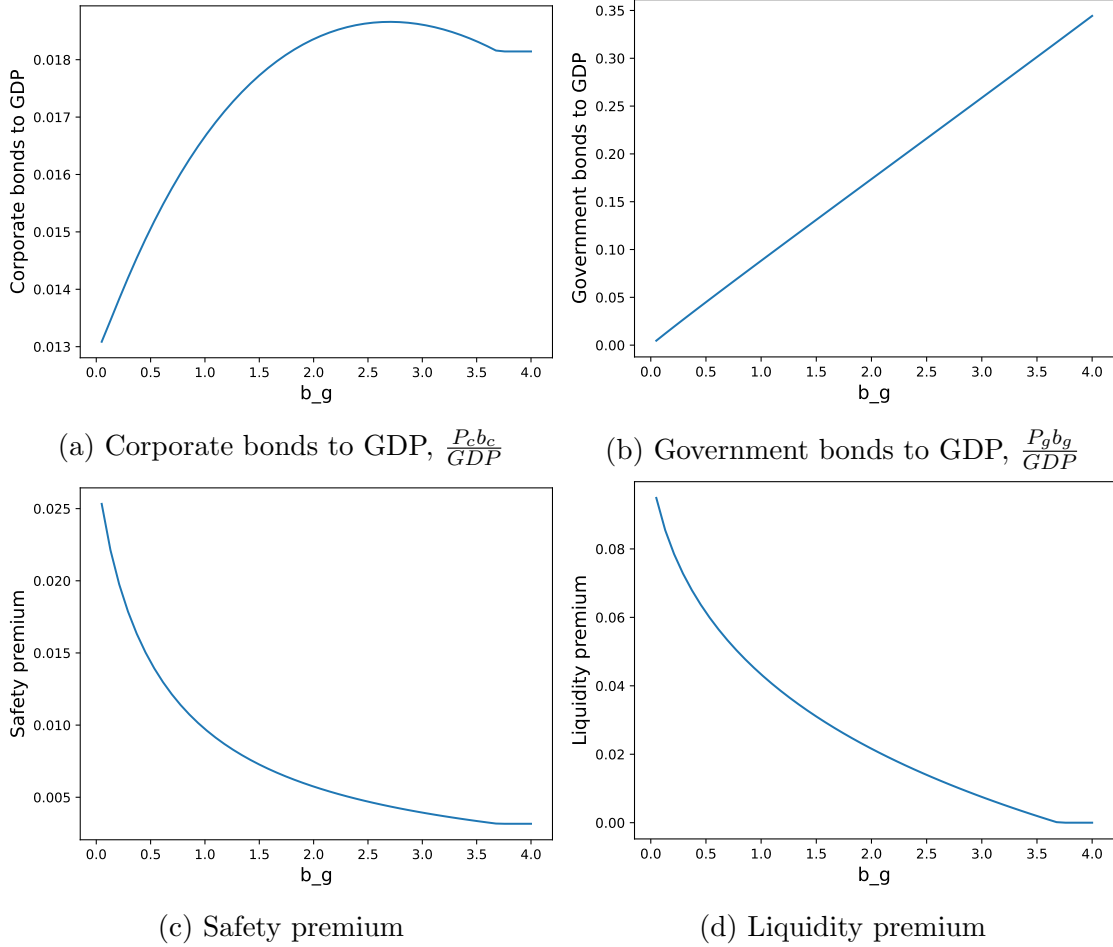 Corporate bonds to GDP
0.018
0.017
0.016
0.015
0.014
0.013
0.0 0.5 1.0 1.5 2.0 2.5 3.0 3.5 4.0
b_g
(a) Corporate bonds to GDP, $\frac{P_c b_c}{GDP}$
Government bonds to GDP
0.35
0.30
0.25
0.20
0.15
0.10
0.05
0.00
0.0 0.5 1.0 1.5 2.0 2.5 3.0 3.5 4.0
b_g
(b) Government bonds to GDP, $\frac{P_g b_g}{GDP}$
Safety premium
0.025
0.020
0.015
0.010
0.005
0.0 0.5 1.0 1.5 2.0 2.5 3.0 3.5 4.0
b_g
(c) Safety premium
Liquidity premium
0.08
0.06
0.04
0.02
0.00
0.0 0.5 1.0 1.5 2.0 2.5 3.0 3.5 4.0
b_g
(d) Liquidity premium